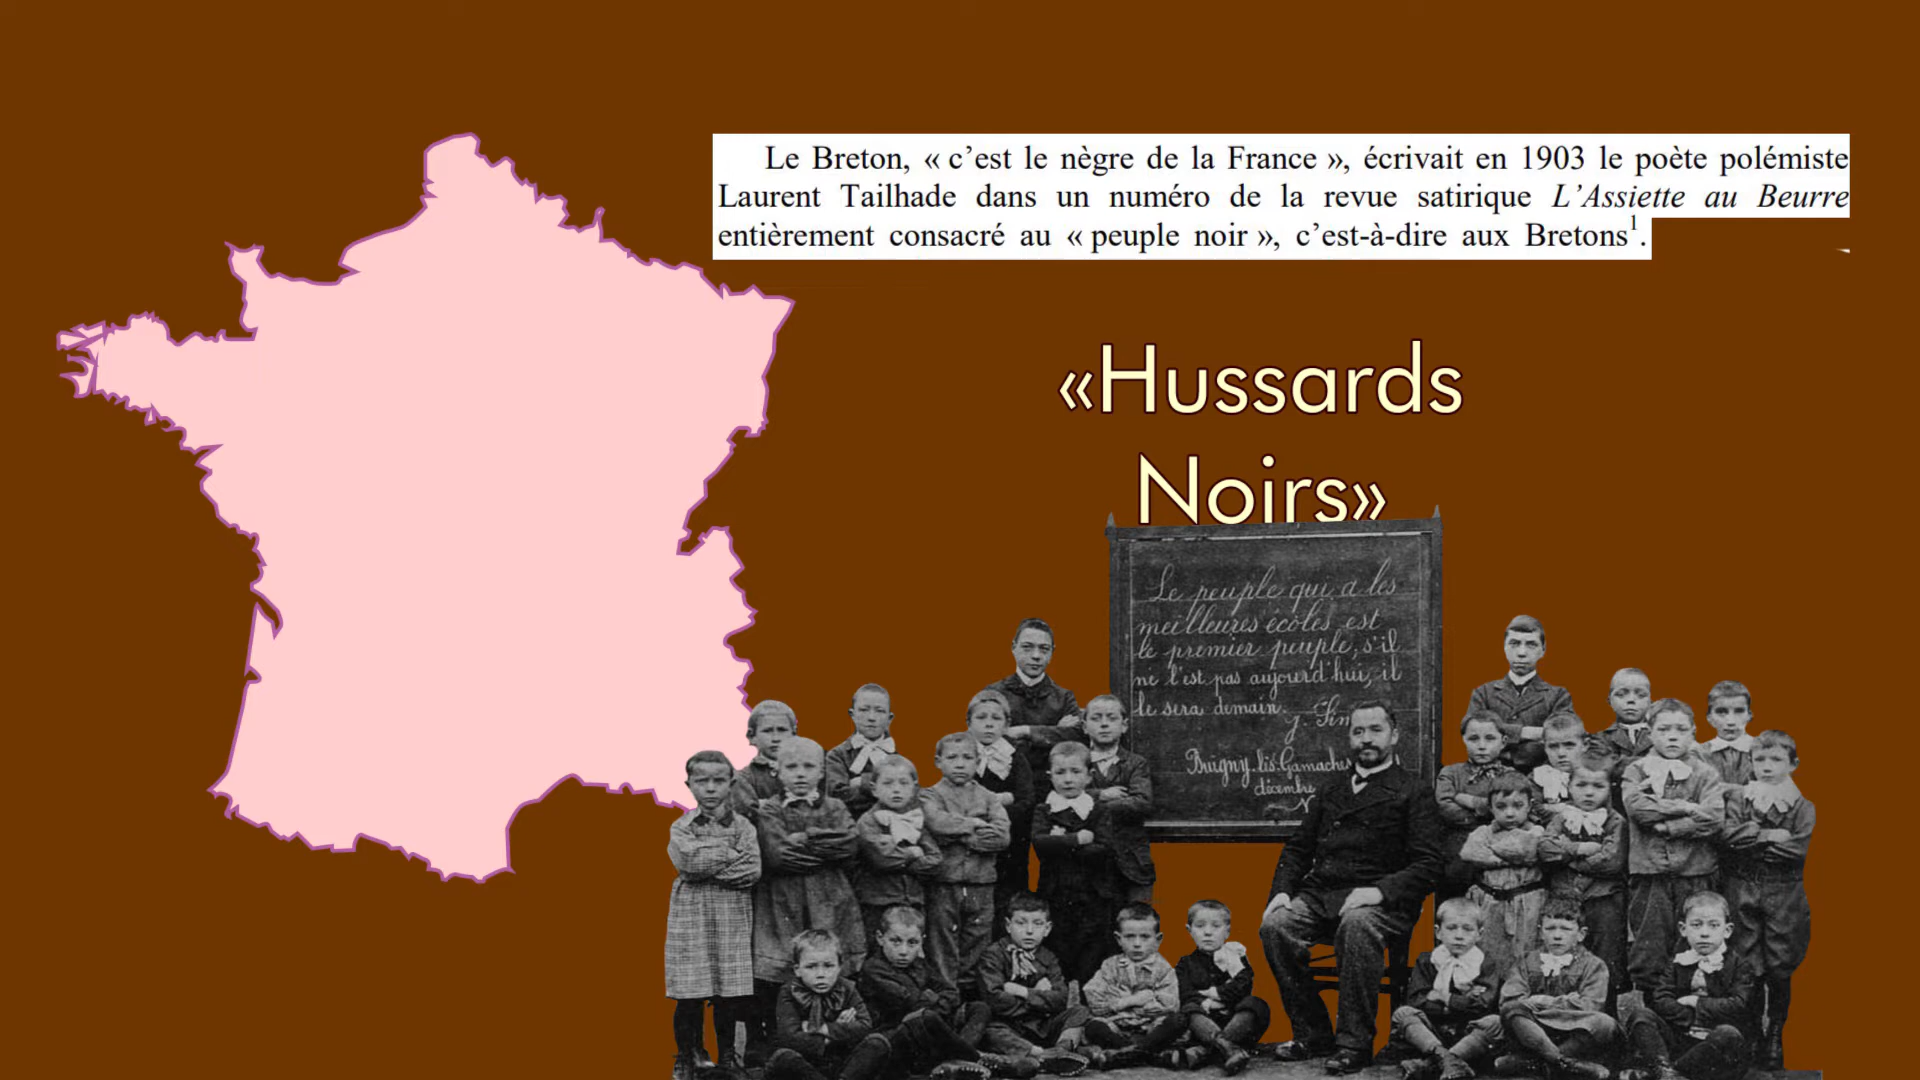 Le Breton, « c’est le nègre de la France », écrivait en 1903 le poète polémiste
Laurent Tailhade dans un numéro de la revue satirique L’Assiette au Beurre
entièrement consacré au « peuple noir », c’est-à-dire aux Bretons1.
«Hussards
Noirs»
Le peuple qui a les
meilleures écoles est
le premier peuple, s'il
ne l'est pas aujourd'hui, il
le sera demain.
J. Sim
Buigny-lès-Gamaches
décembre